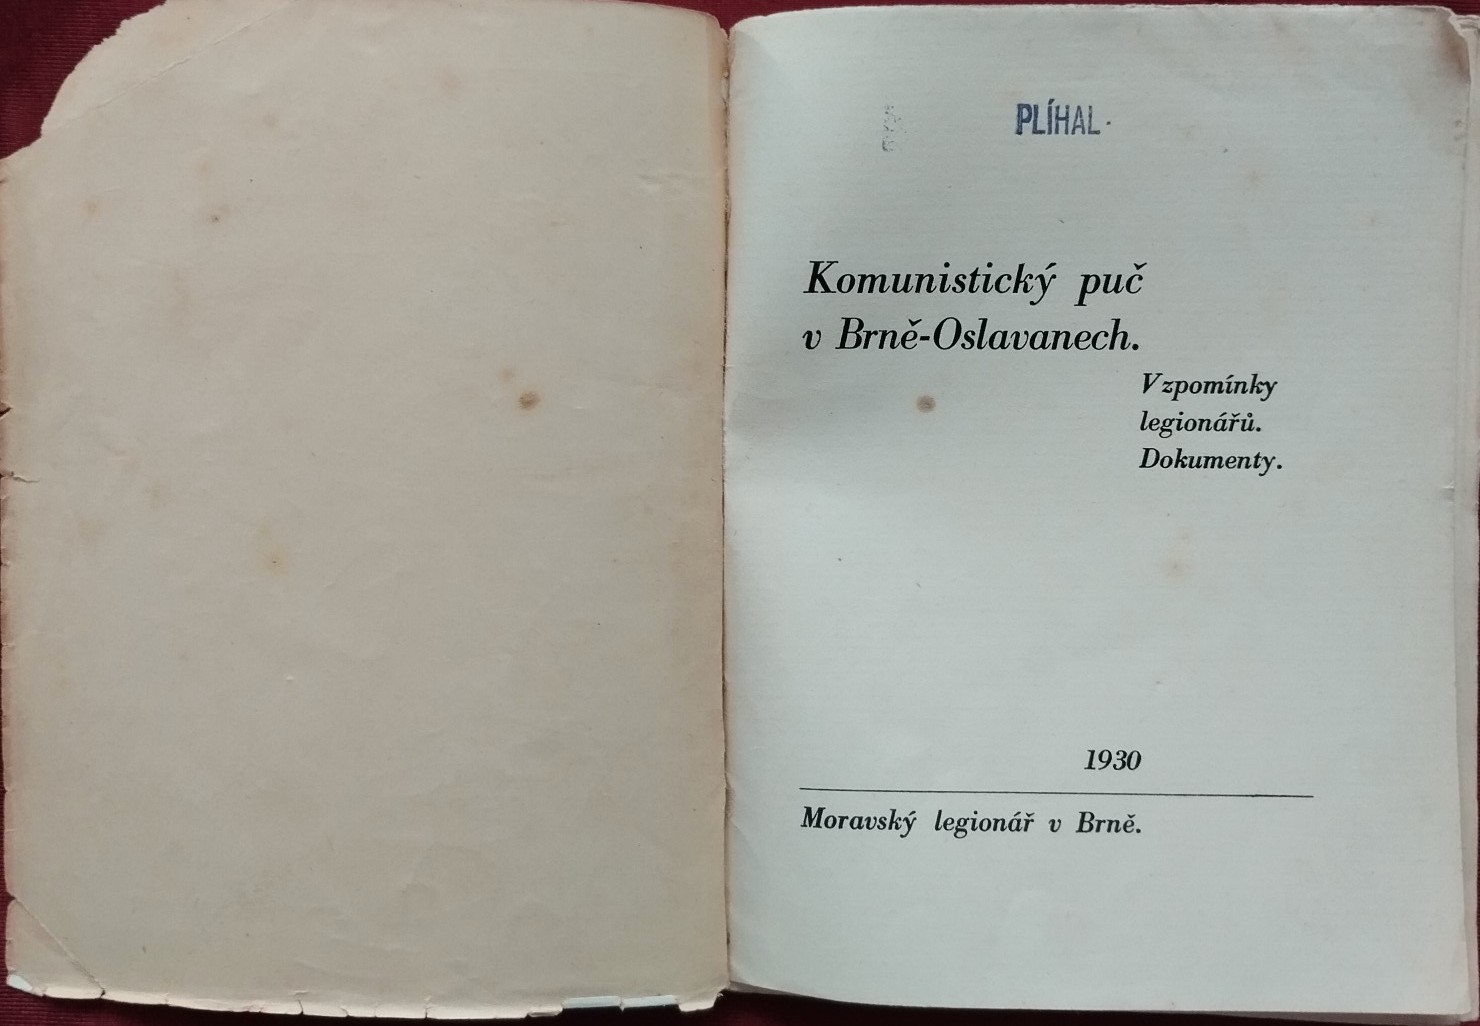 PLÍHAL.
Komunistický puč
v Brně-Oslavanech.
Vzpomínky
legionářů.
Dokumenty.
1930
Moravský legionář v Brně.